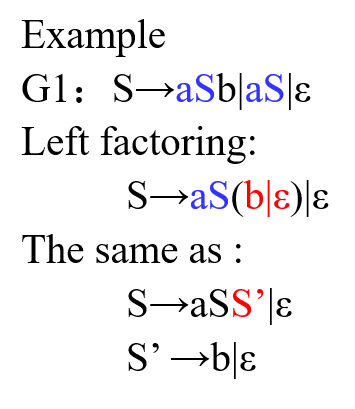 Example
G1：S→aSb|aS|ε
Left factoring:
S→aS(b|ε)|ε
The same as :
S→aSS’|ε
S’ →b|ε